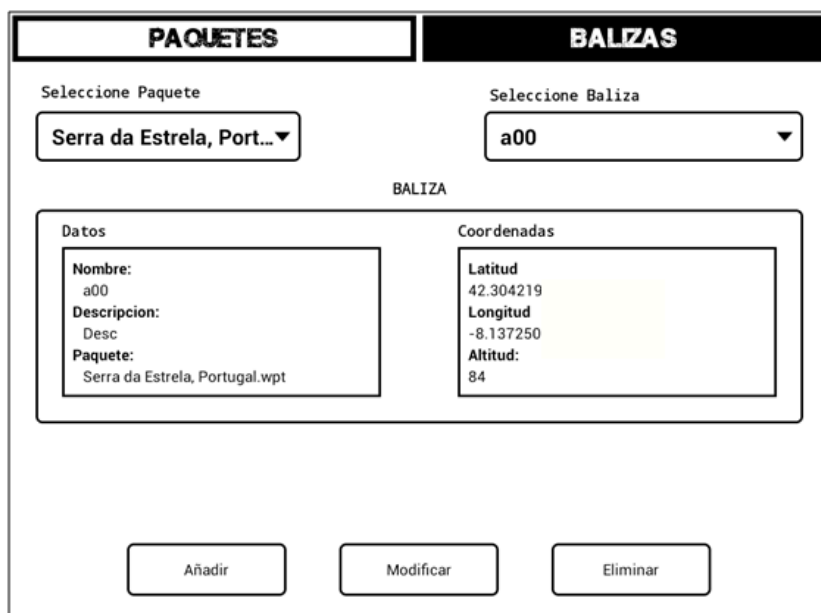 PAQUETES
BALIZAS
Seleccione Paquete
Serra da Estrela, Port...
Seleccione Baliza
a00
BALIZA
Datos
Nombre:
a00
Descripcion:
Desc
Paquete:
Serra da Estrela, Portugal.wpt
Coordenadas
Latitud
42.304219
Longitud
-8.137250
Altitud:
84
Añadir
Modificar
Eliminar